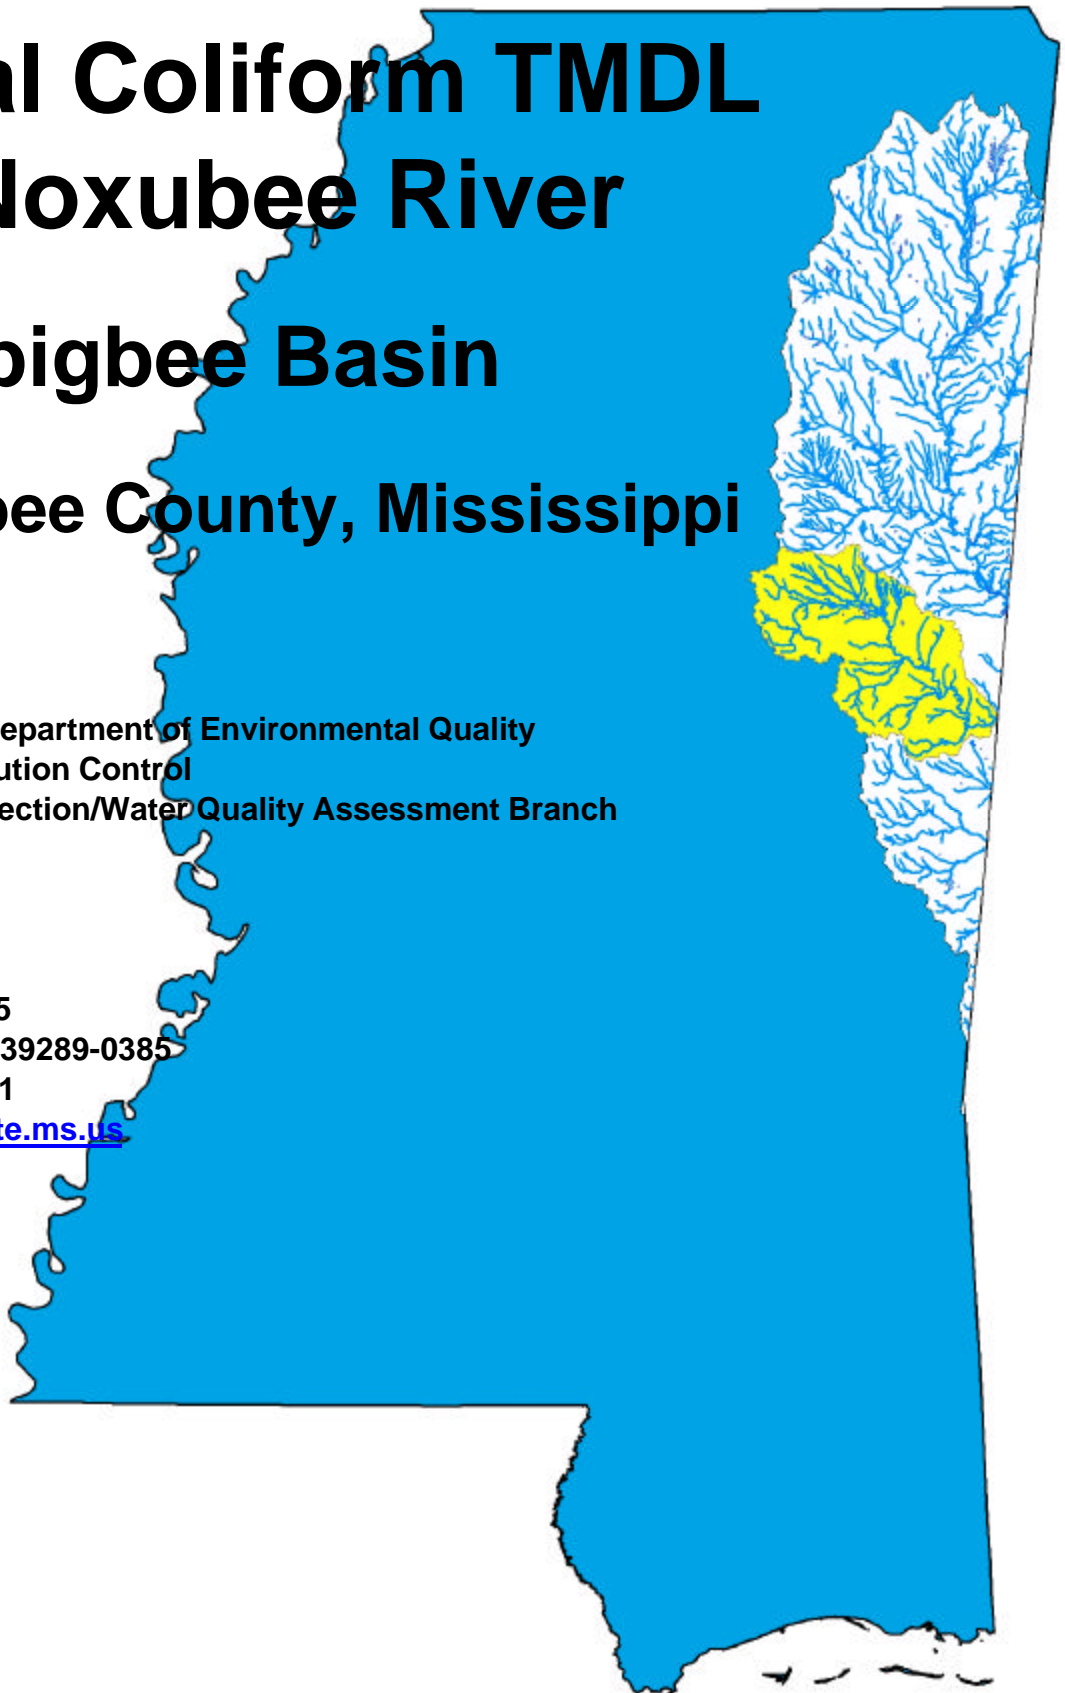 al Coliform TMDL
Noxubee River
bigbee Basin
bee County, Mississippi
epartment of Environmental Quality
ution Control
ection/Water Quality Assessment Branch
5
39289-0385
1
te.ms.us